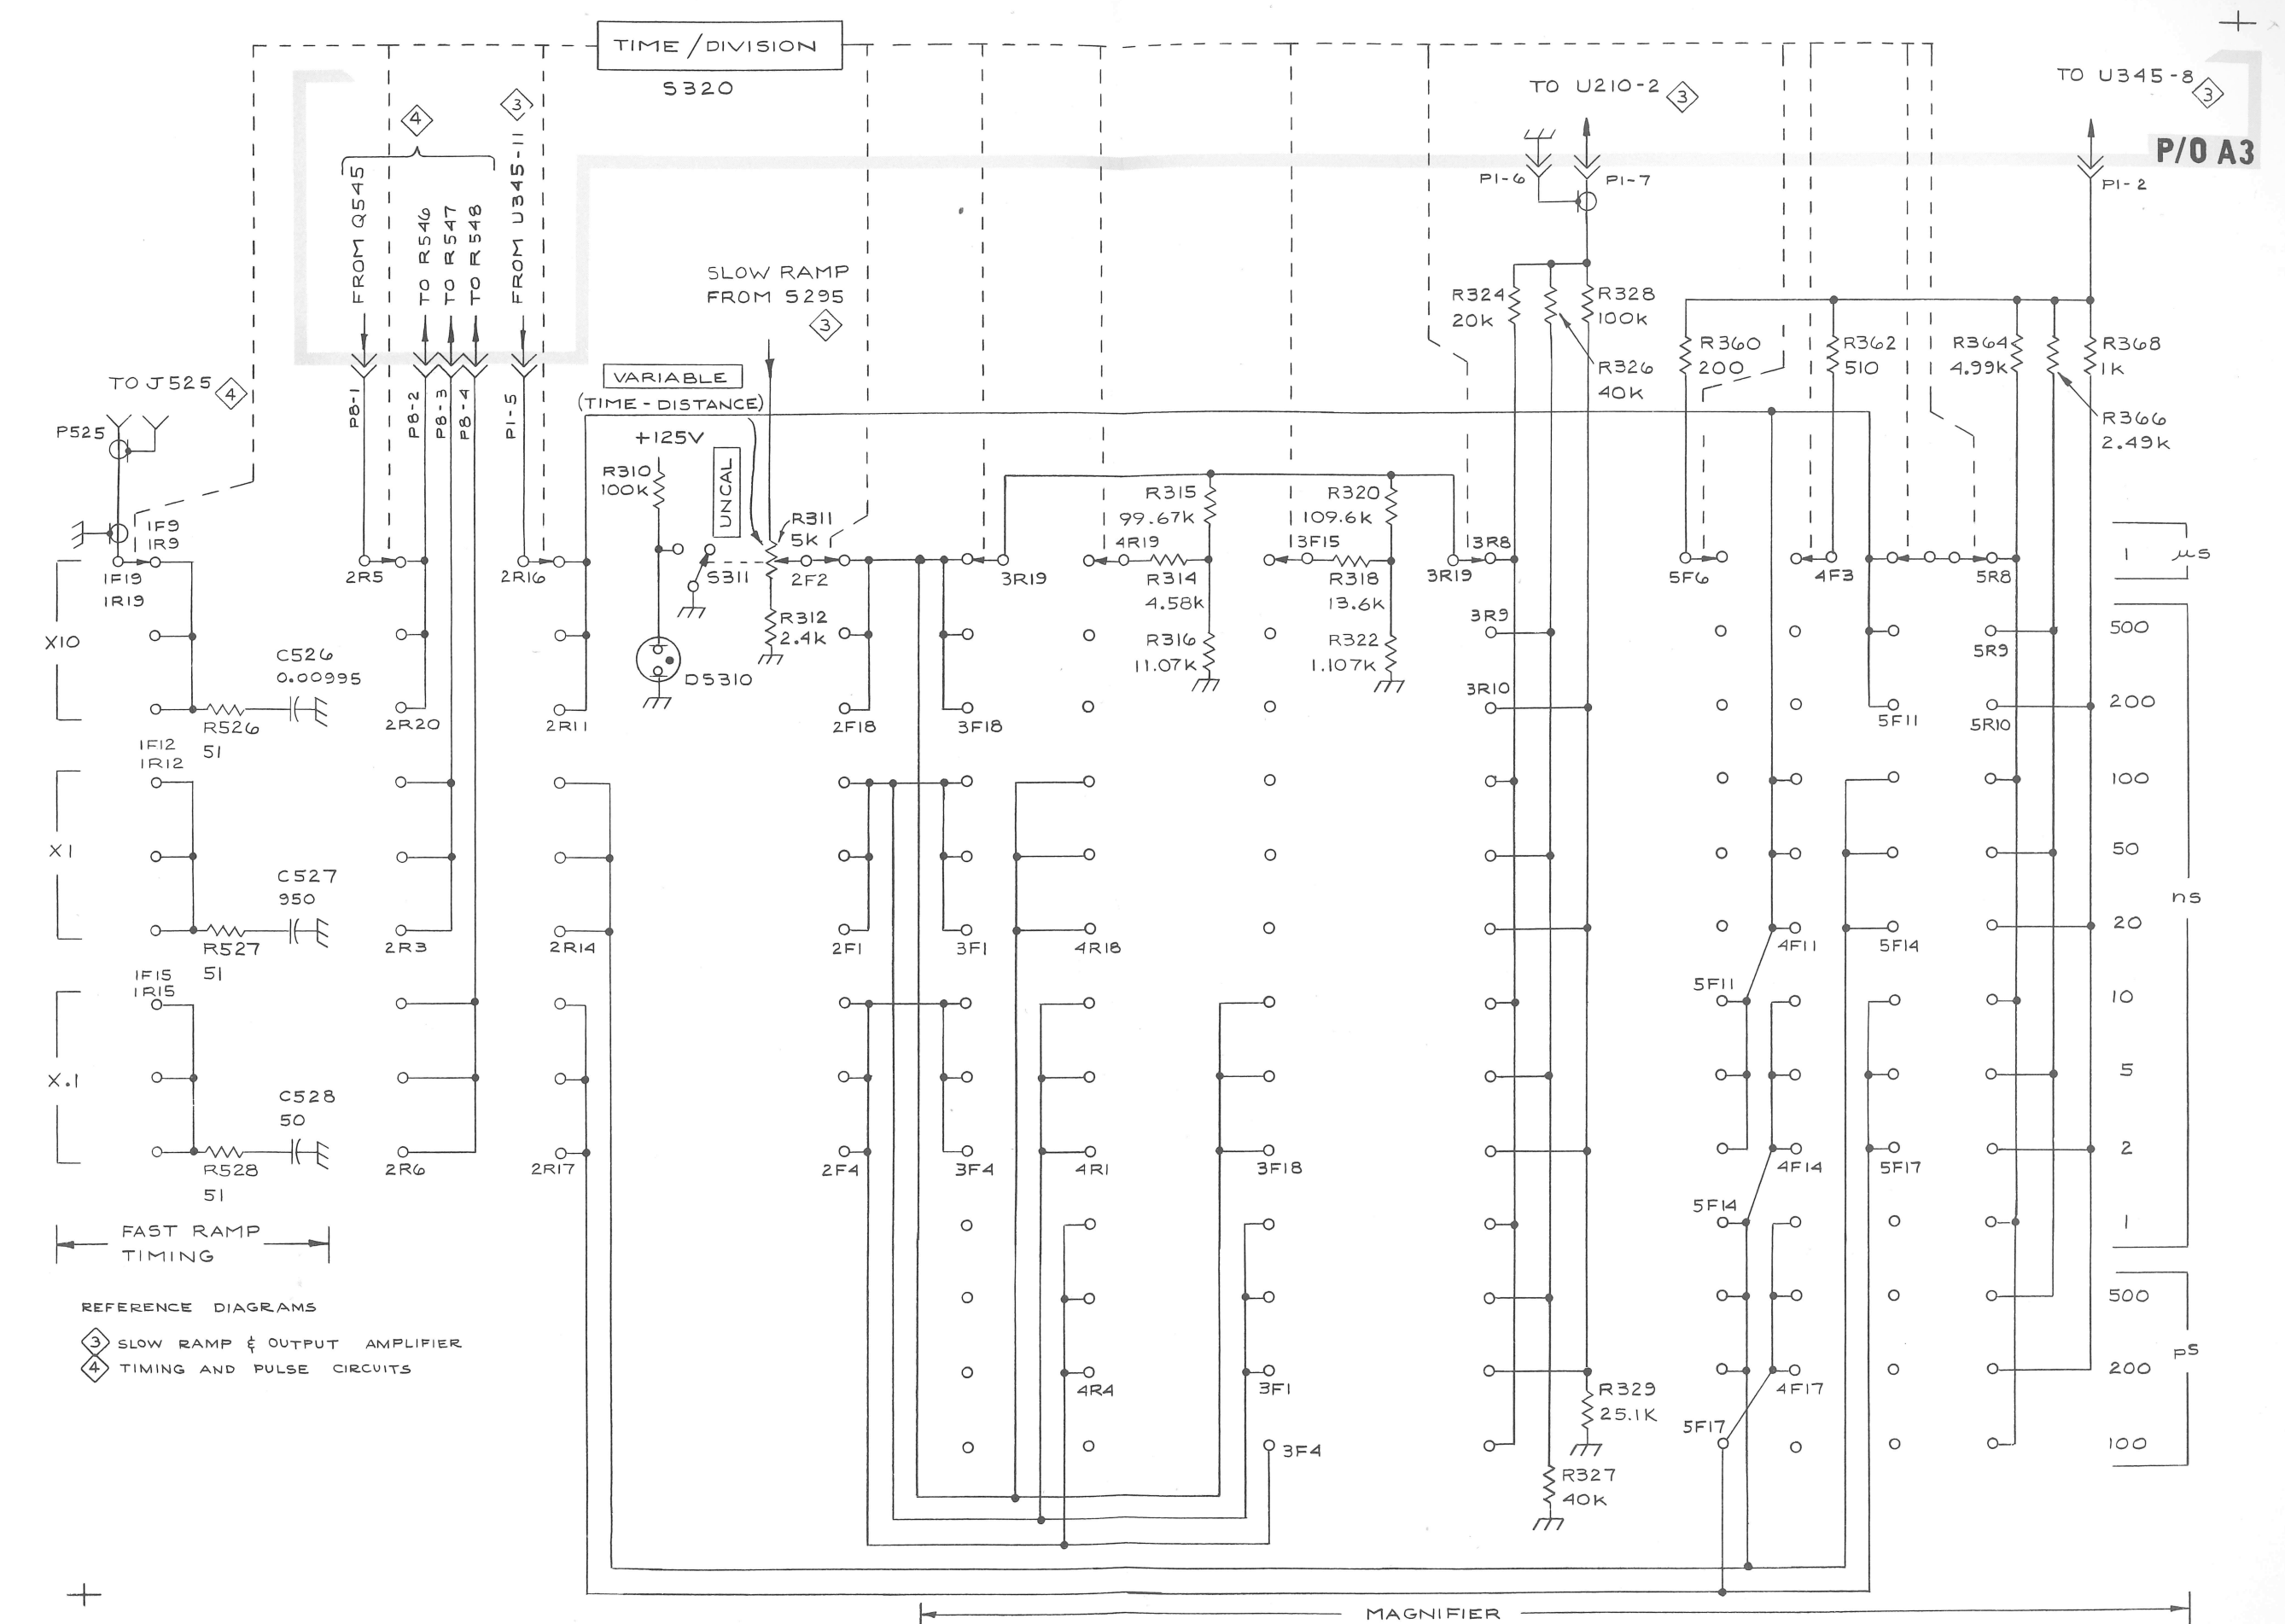 TIME/DIVISION
S320
TO U210-2
3
TO U345-8
3
P/O A3
4
3
FROM Q545
TO R546
TO R547
TO R548
FROM U345-11
P1-6
P1-7
P1-2
SLOW RAMP
FROM S295
3
TO J525
4
P525
P8-1
P8-2
P8-3
P8-4
P1-5
VARIABLE
(TIME-DISTANCE)
+125V
R310
100K
UNCAL
R311
5K
S311
R312
2.4K
DS310
R324
20K
R328
100K
R326
40K
R360
200
R362
510
R364
4.99K
R368
1K
R366
2.49K
R315
99.67K
R320
109.6K
4R19
R314
4.58K
3F15
R318
13.6K
R316
11.07K
R322
1.107K
1F9
1R9
1F19
1R19
2R5
2R16
2F2
3R19
3R19
3R8
5F6
4F3
5R8
1
μs
X10
3R9
5R9
500
C526
0.00995
R526
51
2R20
2R11
2F18
3F18
3R10
5F11
5R10
200
1F12
1R12
100
X1
50
C527
950
R527
51
2R3
2R14
2F1
3F1
4R18
4F11
5F14
20
ns
1F15
1R15
5F11
10
X.1
5
C528
50
R528
51
2R6
2R17
2F4
3F4
4R1
3F18
4F14
5F17
2
5F14
1
FAST RAMP
TIMING
500
ps
4R4
3F1
R329
25.1K
4F17
200
5F17
3F4
100
R327
40K
REFERENCE DIAGRAMS
3 SLOW RAMP & OUTPUT AMPLIFIER
4 TIMING AND PULSE CIRCUITS
MAGNIFIER